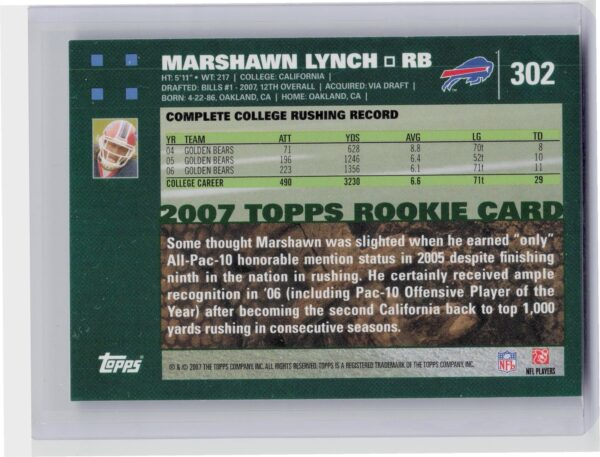 MARSHAWN LYNCH □ RB
302
HT: 5'11" • WT: 217 | COLLEGE: CALIFORNIA |
DRAFTED: BILLS #1 - 2007, 12TH OVERALL | ACQUIRED: VIA DRAFT |
BORN: 4-22-86, OAKLAND, CA | HOME: OAKLAND, CA |
COMPLETE COLLEGE RUSHING RECORD
YR TEAM ATT YDS AVG LG TD
04 GOLDEN BEARS 71 628 8.8 70t 8
05 GOLDEN BEARS 196 1246 6.4 52t 10
06 GOLDEN BEARS 223 1356 6.1 71t 11
COLLEGE CAREER 490 3230 6.6 71t 29
2007 TOPPS ROOKIE CARD
Some thought Marshawn was slighted when he earned "only"
All-Pac-10 honorable mention status in 2005 despite finishing
ninth in the nation in rushing. He certainly received ample
recognition in '06 (including Pac-10 Offensive Player of the
Year) after becoming the second California back to top 1,000
yards rushing in consecutive seasons.
Topps
® & © 2007 THE TOPPS COMPANY, INC. ALL RIGHTS RESERVED. TOPPS IS A REGISTERED TRADEMARK OF THE TOPPS COMPANY, INC.
NFL
NFL PLAYERS